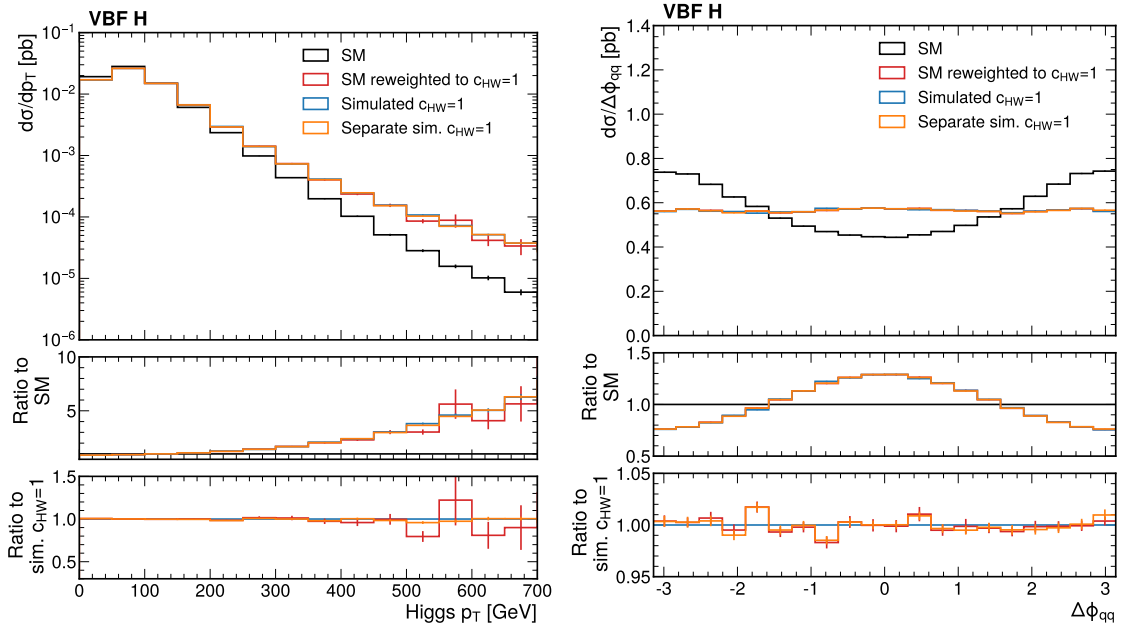 VBF H
dσ/dp_T [pb]
10⁻¹
10⁻²
10⁻³
10⁻⁴
10⁻⁵
10⁻⁶
SM
SM reweighted to c_HW=1
Simulated c_HW=1
Separate sim. c_HW=1
Ratio to
SM
10
5
Ratio to
sim. c_HW=1
1.5
1.0
0.5
0 100 200 300 400 500 600 700
Higgs p_T [GeV]
VBF H
dσ/Δϕ_qq [pb]
1.4
1.2
1.0
0.8
0.6
0.4
0.2
0.0
SM
SM reweighted to c_HW=1
Simulated c_HW=1
Separate sim. c_HW=1
Ratio to
SM
1.5
1.0
0.5
Ratio to
sim. c_HW=1
1.05
1.00
0.95
-3 -2 -1 0 1 2 3
Δϕ_qq